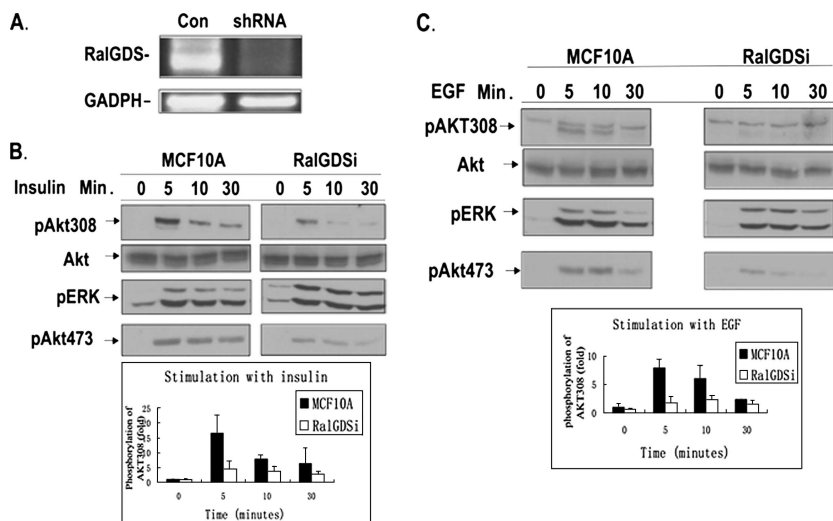 A.
Con shRNA
RalGDS-
GADPH-
B.
MCF10A RalGDSi
Insulin Min. 0 5 10 30 0 5 10 30
pAkt308
Akt
pERK
pAkt473
Stimulation with insulin
Phosphorylation of
AKT308 (fold)
25
20
15
10
5
0
MCF10A
RalGDSi
0 5 10 30
Time (minutes)
C.
MCF10A RalGDSi
EGF Min. 0 5 10 30 0 5 10 30
pAKT308
Akt
pERK
pAkt473
Stimulation with EGF
phosphorylation of
AKT308 (fold)
10
5
0
MCF10A
RalGDSi
0 5 10 30
Time (minutes)